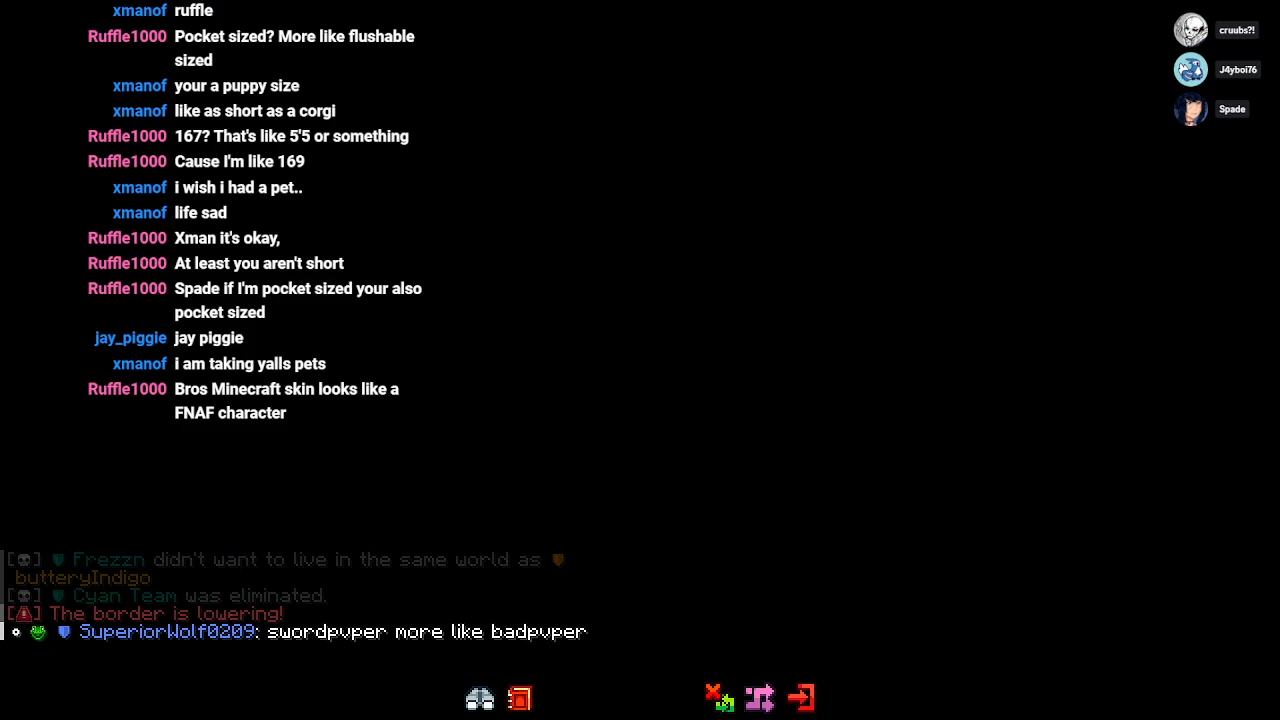 xmanof ruffle
Ruffle1000 Pocket sized? More like flushable
sized
xmanof your a puppy size
xmanof like as short as a corgi
Ruffle1000 167? That's like 5'5 or something
Ruffle1000 Cause I'm like 169
xmanof i wish i had a pet..
xmanof life sad
Ruffle1000 Xman it's okay,
Ruffle1000 At least you aren't short
Ruffle1000 Spade if I'm pocket sized your also
pocket sized
jay_piggie jay piggie
xmanof i am taking yalls pets
Ruffle1000 Bros Minecraft skin looks like a
FNAF character
cruubs?!
J4yboi76
Spade
Frezzn didn't want to live in the same world as
butteryIndigo
Cyan Team was eliminated.
The border is lowering!
SuperiorWolf0209: swordpvper more like badpvper